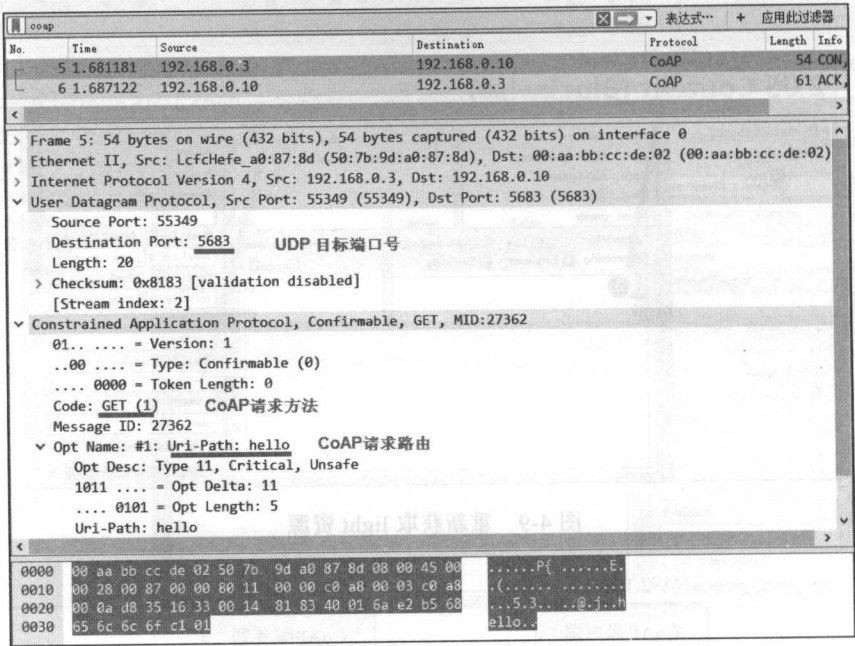 coap 表达式… + 应用此过滤器
No. Time Source Destination Protocol Length Info
5 1.681181 192.168.0.3 192.168.0.10 CoAP 54 CON,
6 1.687122 192.168.0.10 192.168.0.3 CoAP 61 ACK,
> Frame 5: 54 bytes on wire (432 bits), 54 bytes captured (432 bits) on interface 0
> Ethernet II, Src: LcfcHefe_a0:87:8d (50:7b:9d:a0:87:8d), Dst: 00:aa:bb:cc:de:02 (00:aa:bb:cc:de:02)
> Internet Protocol Version 4, Src: 192.168.0.3, Dst: 192.168.0.10
User Datagram Protocol, Src Port: 55349 (55349), Dst Port: 5683 (5683)
Source Port: 55349
Destination Port: 5683 UDP 目标端口号
Length: 20
> Checksum: 0x8183 [validation disabled]
[Stream index: 2]
Constrained Application Protocol, Confirmable, GET, MID:27362
01.. .... = Version: 1
..00 .... = Type: Confirmable (0)
.... 0000 = Token Length: 0
Code: GET (1) CoAP请求方法
Message ID: 27362
Opt Name: #1: Uri-Path: hello CoAP请求路由
Opt Desc: Type 11, Critical, Unsafe
1011 .... = Opt Delta: 11
.... 0101 = Opt Length: 5
Uri-Path: hello
0000 00 aa bb cc de 02 50 7b 9d a0 87 8d 08 00 45 00 ......P{ ......E.
0010 00 28 00 87 00 00 80 11 00 00 c0 a8 00 03 c0 a8 .(...... ........
0020 00 0a d8 35 16 33 00 14 81 83 40 01 6a e2 b5 68 ...5.3.. ..@.j..h
0030 65 6c 6c 6f c1 01 ello..